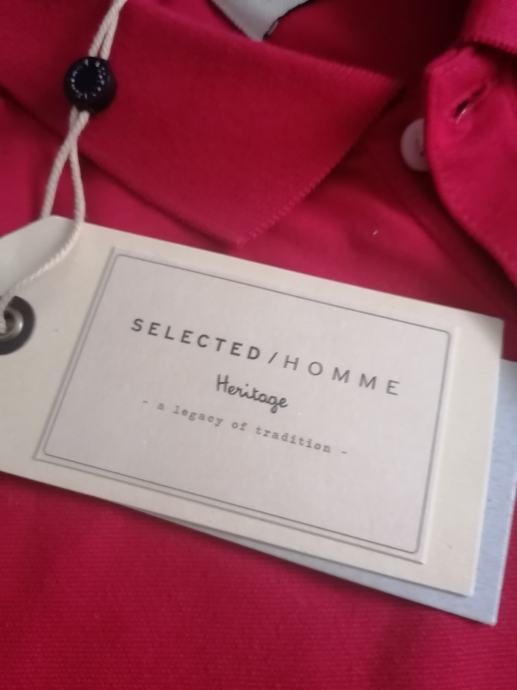 SELECTED/HOMME
Heritage
- a legacy of tradition -